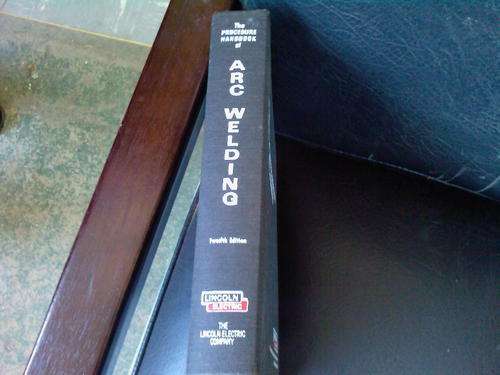 The
PROCEDURE
HANDBOOK
of
ARC WELDING
Twelfth Edition
LINCOLN
ELECTRIC
THE
LINCOLN ELECTRIC
COMPANY